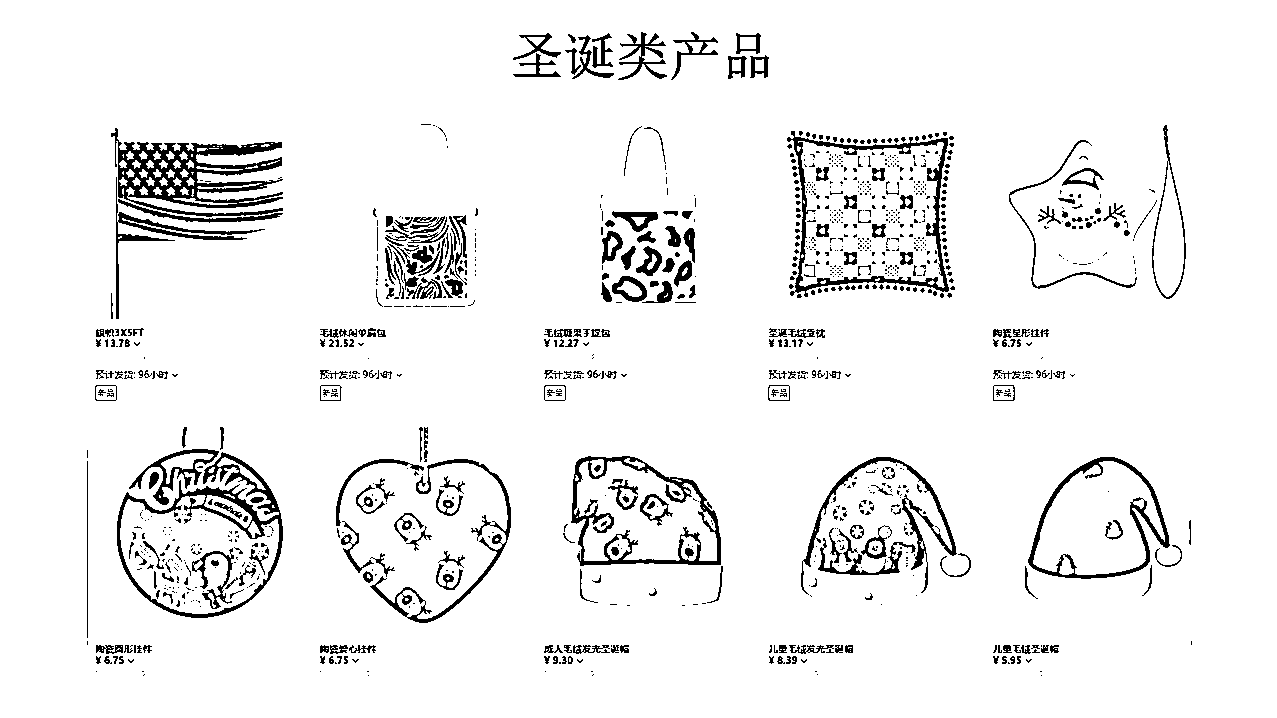 圣诞类产品
旗帜3X5FT
¥ 13.78
毛绒休闲单肩包
¥ 21.52
毛绒糖果手提包
¥ 12.27
圣诞毛绒抱枕
¥ 13.17
陶瓷星形挂件
¥ 6.75
预计发货: 96小时
预计发货: 96小时
预计发货: 96小时
预计发货: 96小时
预计发货: 96小时
新品
新品
新品
新品
新品
Christmas
陶瓷圆形挂件
¥ 6.75
陶瓷爱心挂件
¥ 6.75
成人毛绒发光圣诞帽
¥ 9.30
儿童毛绒发光圣诞帽
¥ 8.39
儿童毛绒圣诞帽
¥ 5.95